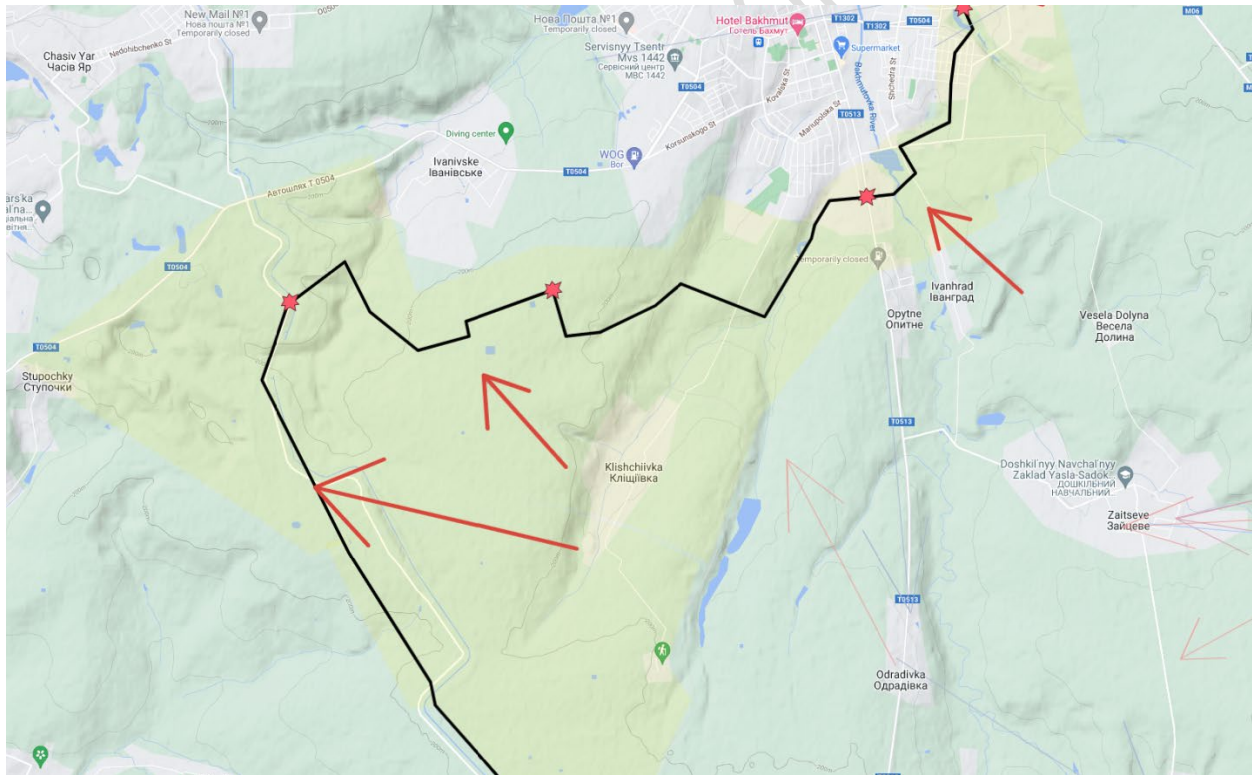 New Mail №1
Нова пошта №1
Temporarily closed
O0504
Chasiv Yar
Часів Яр
Nedohibchenko St
Нова Пошта №1
Temporarily closed
Hotel Bakhmut
Готель Бахмут
T1302
T1302
T0504
M06
Servisnyy Tsentr
Mvs 1442
Сервісний центр
МВС 1442
Supermarket
T0504
Kovalska St
Shchedra St
Bakhmutovka River
Mariupolska St
Korsunskogo St
T0513
Diving center
Ivanivske
Іванівське
WOG
Bor
T0504
Автошлях Т 0504
200m
T0504
Temporarily closed
Ivanhrad
Іванград
Opytne
Опитне
Vesela Dolyna
Весела
Долина
T0504
Stupochky
Ступочки
T0513
Klishchiivka
Кліщіївка
Doshkil'nyy Navchal'nyy
Zaklad Yasla-Sadok
ДОШКІЛЬНИЙ
НАВЧАЛЬНИЙ...
Zaitseve
Зайцеве
T0513
Odradivka
Одрадівка